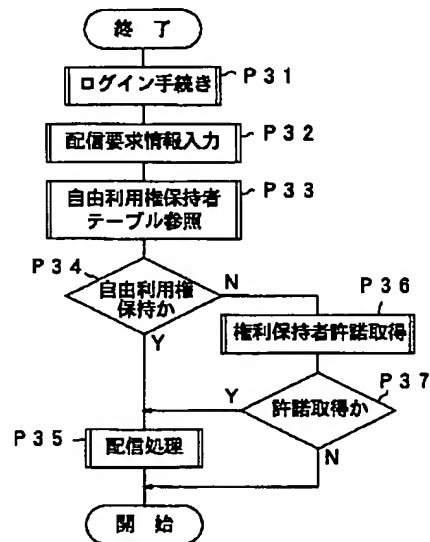 終了
ログイン手続き
P31
配信要求情報入力
P32
自由利用権保持者
テーブル参照
P33
P34
自由利用権
保持か
N
Y
P36
権利保持者許諾取得
P37
許諾取得か
Y
N
P35
配信処理
開始